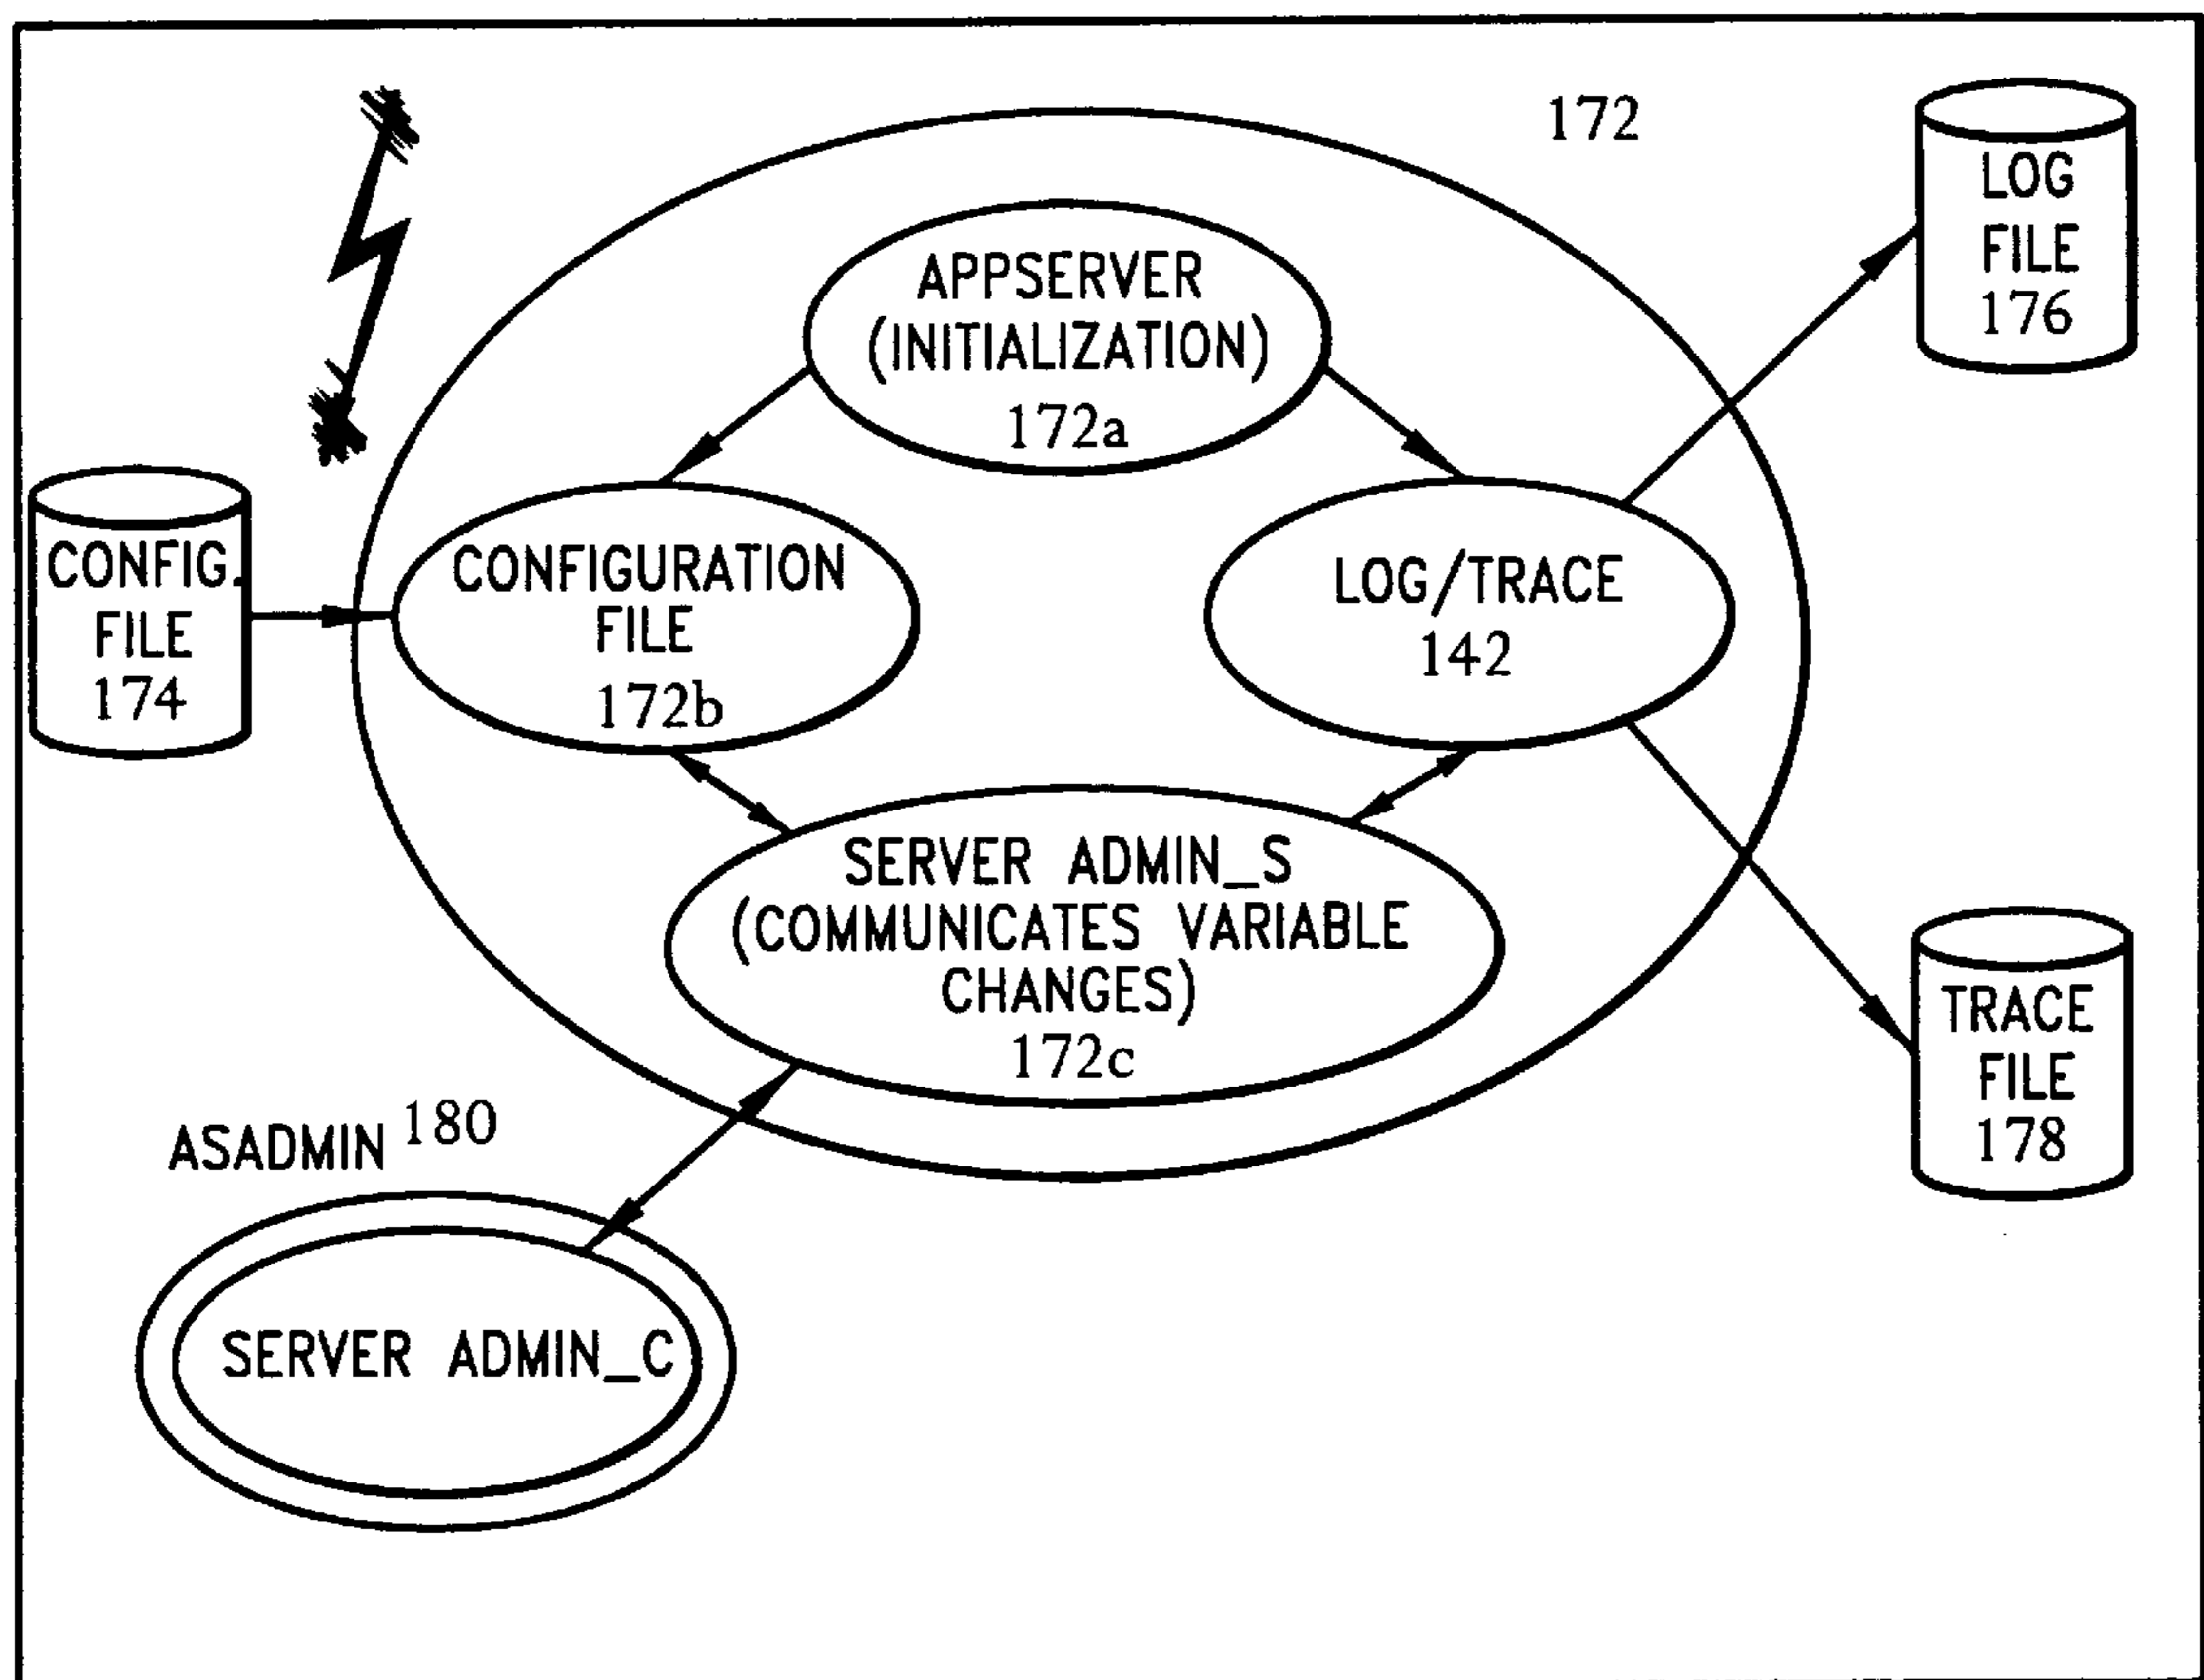 172
LOG
FILE
176
APPSERVER
(INITIALIZATION)
172a
CONFIG.
FILE
174
CONFIGURATION
FILE
172b
LOG/TRACE
142
SERVER ADMIN_S
(COMMUNICATES VARIABLE
CHANGES)
172c
TRACE
FILE
178
ASADMIN 180
SERVER ADMIN_C